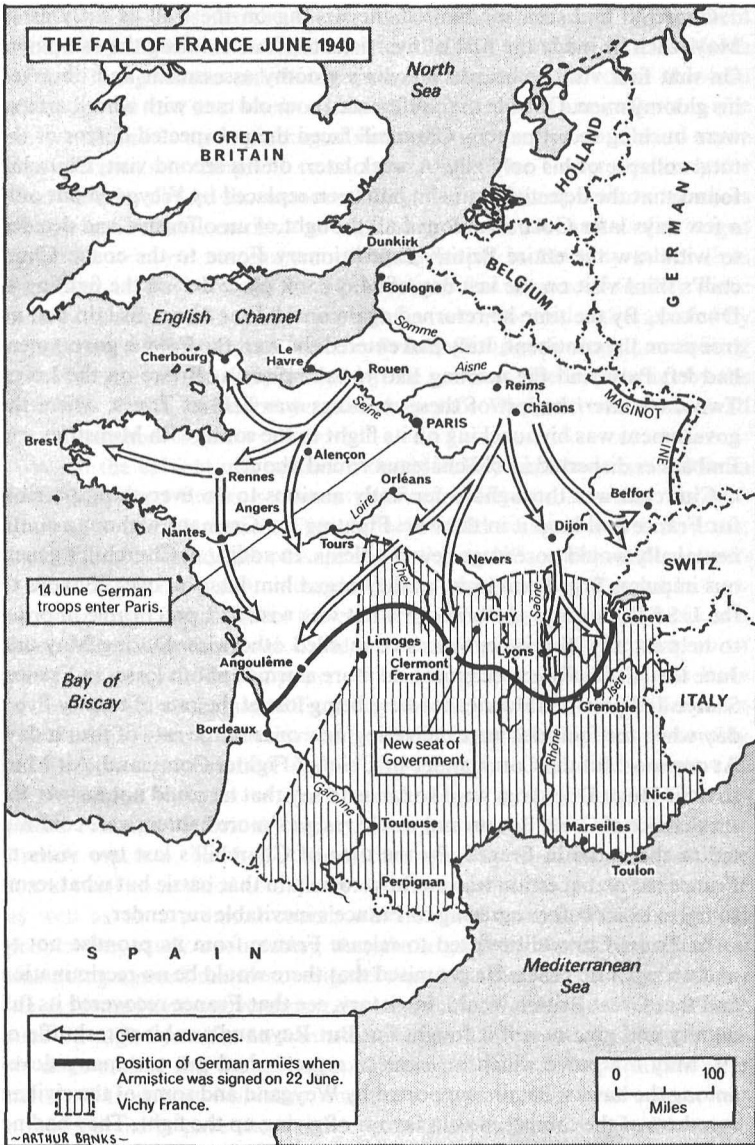 THE FALL OF FRANCE JUNE 1940
North
Sea
GREAT
BRITAIN
HOLLAND
GERMANY
Dunkirk
BELGIUM
Boulogne
English Channel
Somme
Cherbourg
Le
Havre
Rouen
Aisne
Reims
Seine
Châlons
MAGINOT
LINE
PARIS
Brest
Alençon
Rennes
Orléans
Belfort
Angers
Loire
Dijon
Nantes
Tours
Cher
Nevers
SWITZ.
14 June German
troops enter Paris.
Saône
VICHY
Geneva
Limoges
Lyons
Angoulême
Clermont
Ferrand
Isère
Bay of
Biscay
Grenoble
ITALY
Bordeaux
New seat of
Government.
Rhône
Garonne
Nice
Toulouse
Marseilles
Toulon
Perpignan
SPAIN
Mediterranean
Sea
German advances.
Position of German armies when
Armistice was signed on 22 June.
Vichy France.
100
Miles
~ARTHUR BANKS~